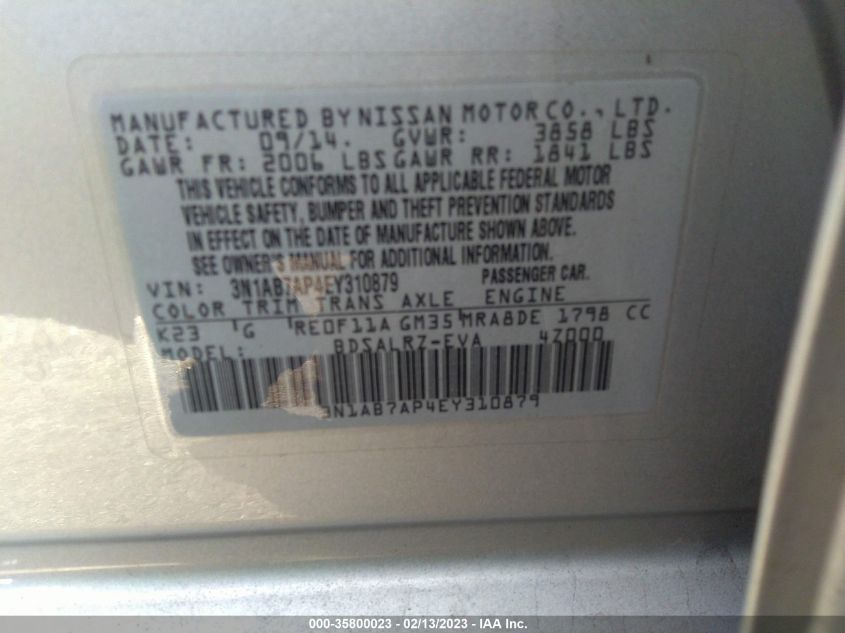 MANUFACTURED BY NISSAN MOTOR CO., LTD.
DATE: 09/14. GVWR: 3858 LBS
GAWR FR: 2006 LBS GAWR RR: 1841 LBS
THIS VEHICLE CONFORMS TO ALL APPLICABLE FEDERAL MOTOR
VEHICLE SAFETY, BUMPER AND THEFT PREVENTION STANDARDS
IN EFFECT ON THE DATE OF MANUFACTURE SHOWN ABOVE.
SEE OWNER'S MANUAL FOR ADDITIONAL INFORMATION.
VIN: 3N1AB7AP4EY310879 PASSENGER CAR.
COLOR TRIM TRANS AXLE ENGINE
K23 G RE0F11A GM35 MRA8DE 1798 CC
MODEL: BDSALRZ-EVA 4Z000
3N1AB7AP4EY310879
000-35800023 - 02/13/2023 - IAA Inc.